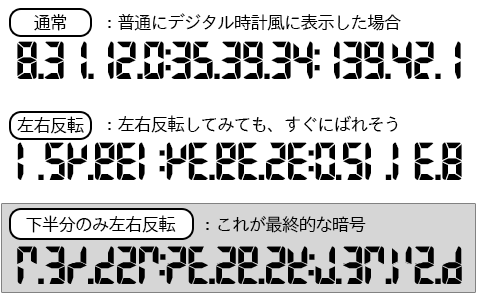 通常 : 普通にデジタル時計風に表示した場合
8.31.12.0:35.39.34:139.42.1
左右反転 : 左右反転してみても、すぐにばれそう
下半分のみ左右反転 : これが最終的な暗号